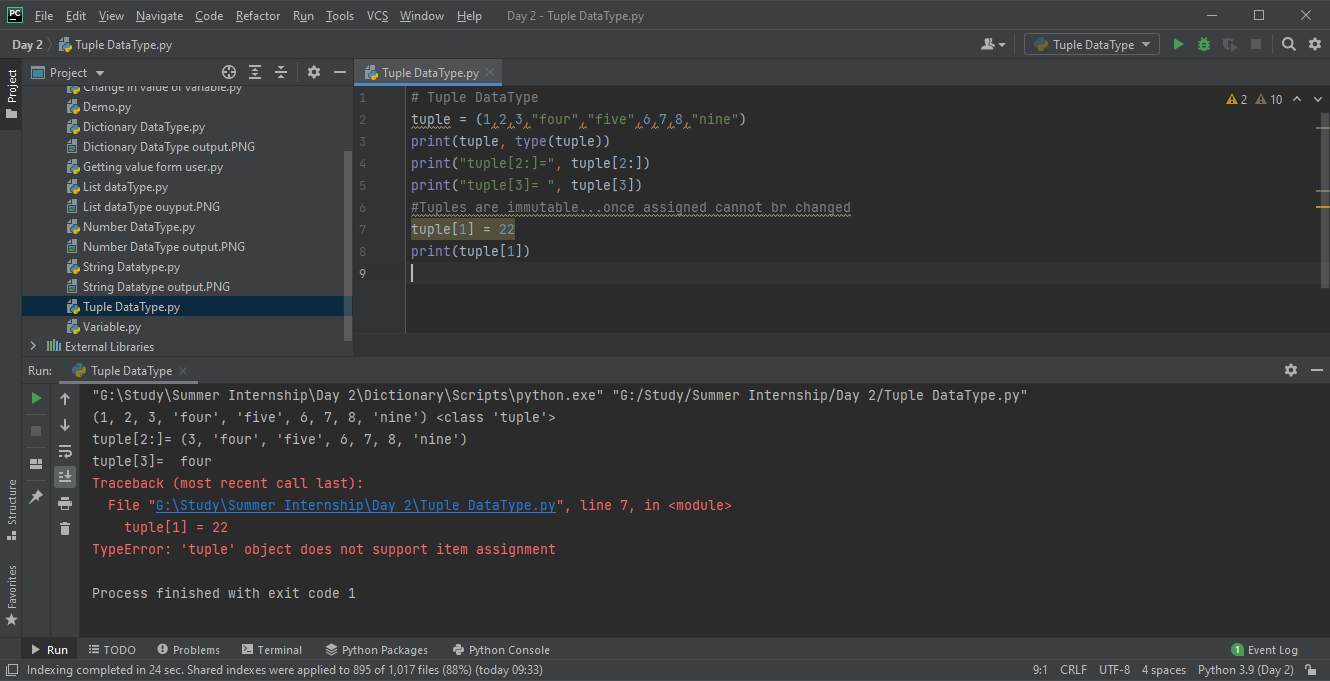 PC File Edit View Navigate Code Refactor Run Tools VCS Window Help Day 2 - Tuple DataType.py
Day 2 Tuple DataType.py Tuple DataType
Project
Project Tuple DataType.py
Change in value of variable.py
Demo.py
Dictionary DataType.py
Dictionary DataType output.PNG
Getting value form user.py
List dataType.py
List dataType ouyput.PNG
Number DataType.py
Number DataType output.PNG
String Datatype.py
String Datatype output.PNG
Tuple DataType.py
Variable.py
External Libraries
1 # Tuple DataType
2 tuple = (1,2,3,"four","five",6,7,8,"nine")
3 print(tuple, type(tuple))
4 print("tuple[2:]=", tuple[2:])
5 print("tuple[3]= ", tuple[3])
6 #Tuples are immutable...once assigned cannot br changed
7 tuple[1] = 22
8 print(tuple[1])
9
2 10
Run: Tuple DataType
"G:\Study\Summer Internship\Day 2\Dictionary\Scripts\python.exe" "G:/Study/Summer Internship/Day 2/Tuple DataType.py"
(1, 2, 3, 'four', 'five', 6, 7, 8, 'nine') <class 'tuple'>
tuple[2:]= (3, 'four', 'five', 6, 7, 8, 'nine')
tuple[3]=  four
Traceback (most recent call last):
File "G:\Study\Summer Internship\Day 2\Tuple DataType.py", line 7, in <module>
tuple[1] = 22
TypeError: 'tuple' object does not support item assignment
Process finished with exit code 1
Structure
Favorites
Run TODO Problems Terminal Python Packages Python Console 1 Event Log
Indexing completed in 24 sec. Shared indexes were applied to 895 of 1,017 files (88%) (today 09:33) 9:1 CRLF UTF-8 4 spaces Python 3.9 (Day 2)